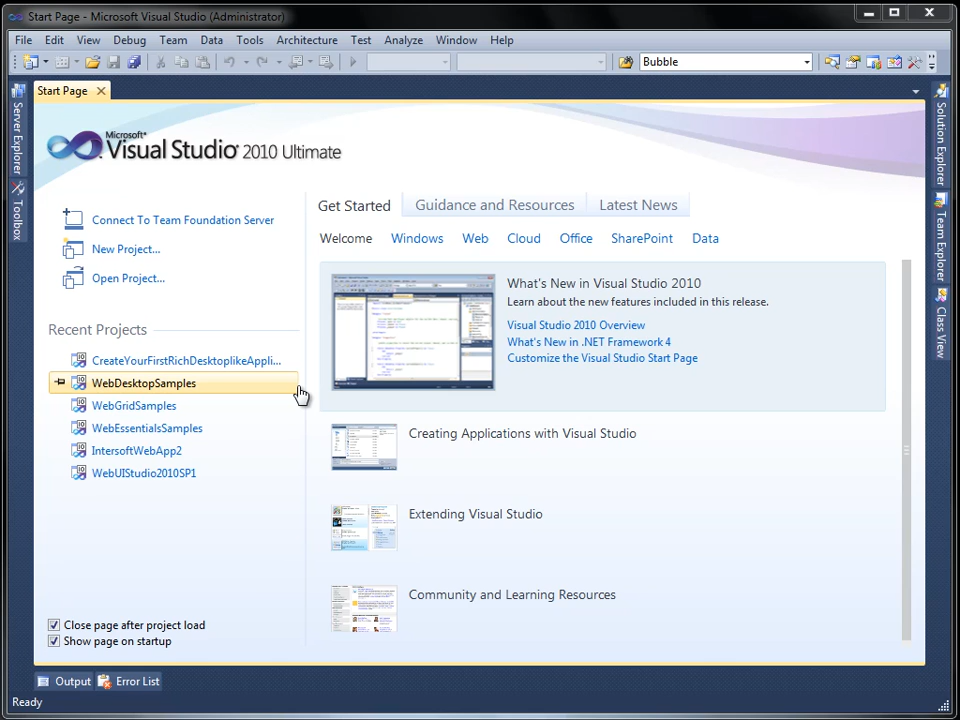 Start Page - Microsoft Visual Studio (Administrator)
File Edit View Debug Team Data Tools Architecture Test Analyze Window Help
Bubble
Start Page
Server Explorer
Toolbox
Solution Explorer
Team Explorer
Class View
Microsoft®
Visual Studio® 2010 Ultimate
Connect To Team Foundation Server
New Project...
Open Project...
Recent Projects
CreateYourFirstRichDesktoplikeAppli...
WebDesktopSamples
WebGridSamples
WebEssentialsSamples
IntersoftWebApp2
WebUIStudio2010SP1
Close page after project load
Show page on startup
Get Started Guidance and Resources Latest News
Welcome Windows Web Cloud Office SharePoint Data
What's New in Visual Studio 2010
Learn about the new features included in this release.
Visual Studio 2010 Overview
What's New in .NET Framework 4
Customize the Visual Studio Start Page
Creating Applications with Visual Studio
Extending Visual Studio
Community and Learning Resources
Output Error List
Ready